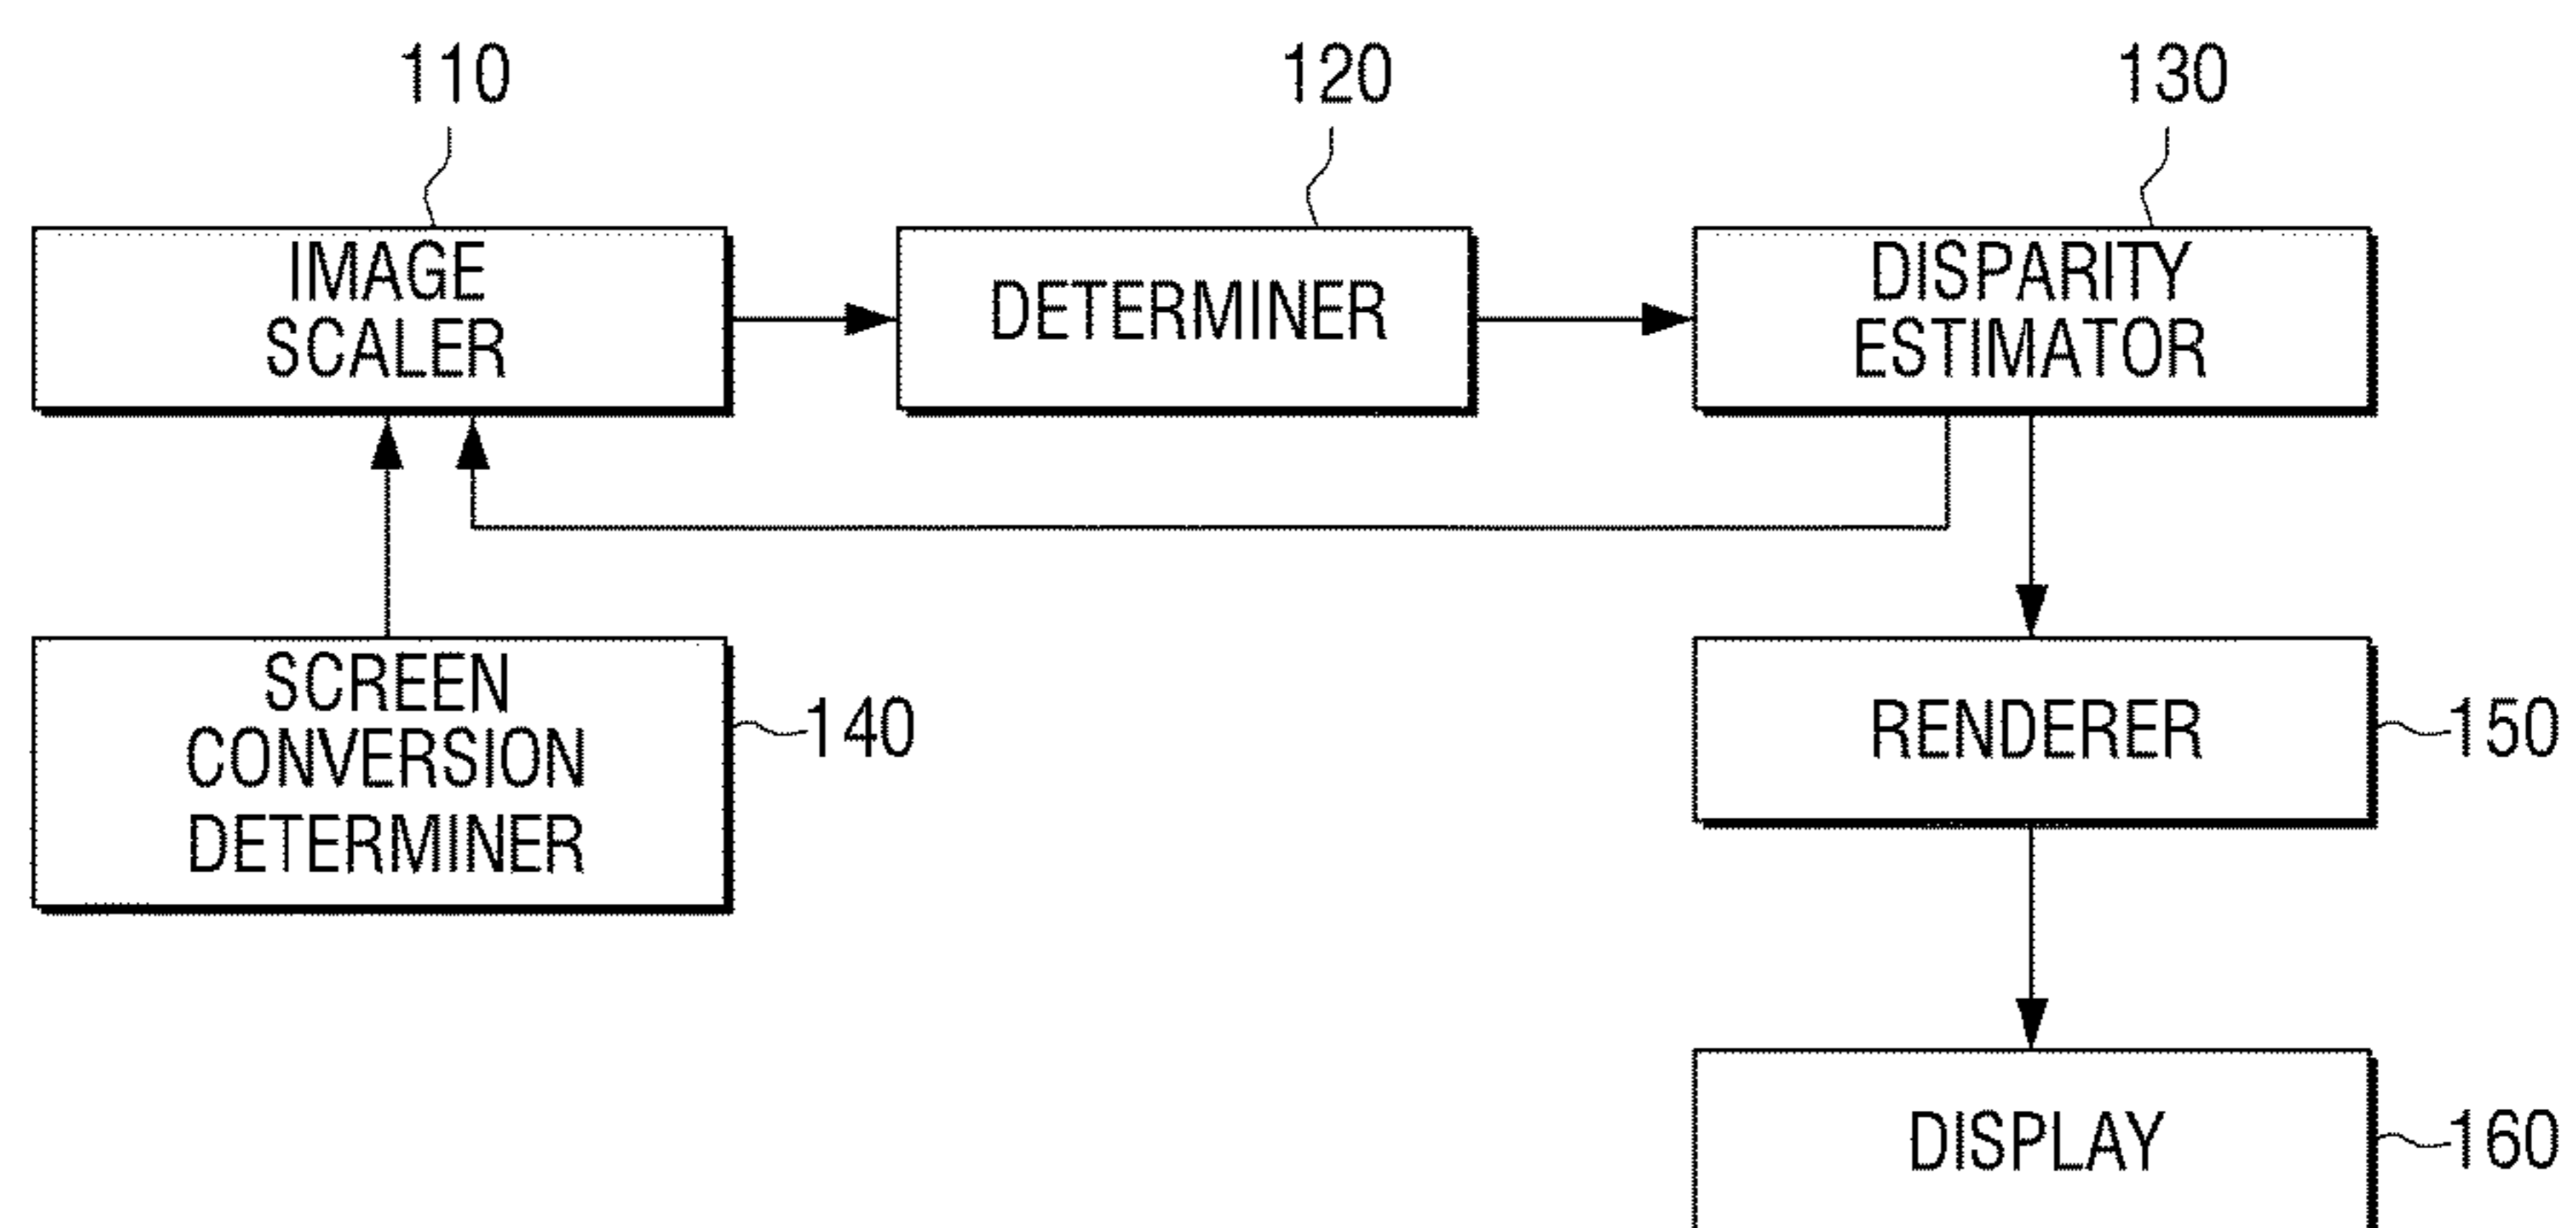 110
120
130
IMAGE
SCALER
DETERMINER
DISPARITY
ESTIMATOR
SCREEN
CONVERSION
DETERMINER
140
RENDERER
150
DISPLAY
160